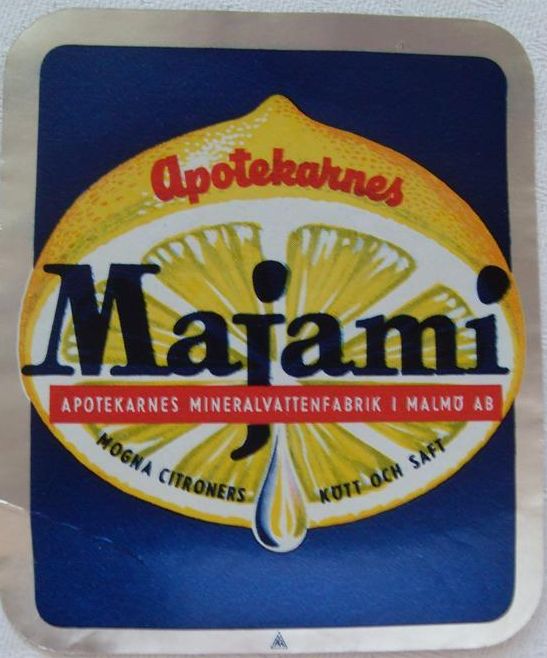 Apotekarnes
Majami
APOTEKARNES MINERALVATTENFABRIK I MALMÖ AB
MOGNA CITRONERS KÖTT OCH SAFT